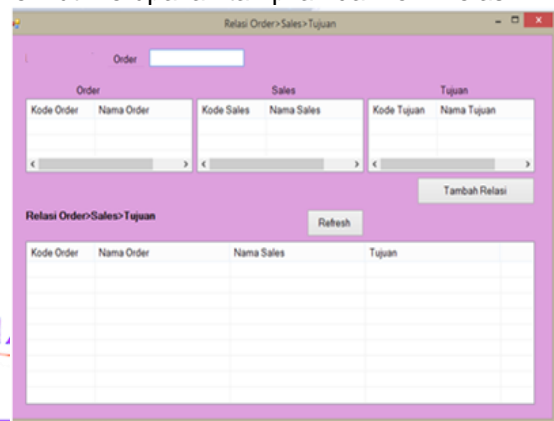 Relasi Order>Sales>Tujuan
Order
Order Sales Tujuan
Kode Order Nama Order Kode Sales Nama Sales Kode Tujuan Nama Tujuan
Tambah Relasi
Relasi Order>Sales>Tujuan Refresh
Kode Order Nama Order Nama Sales Tujuan